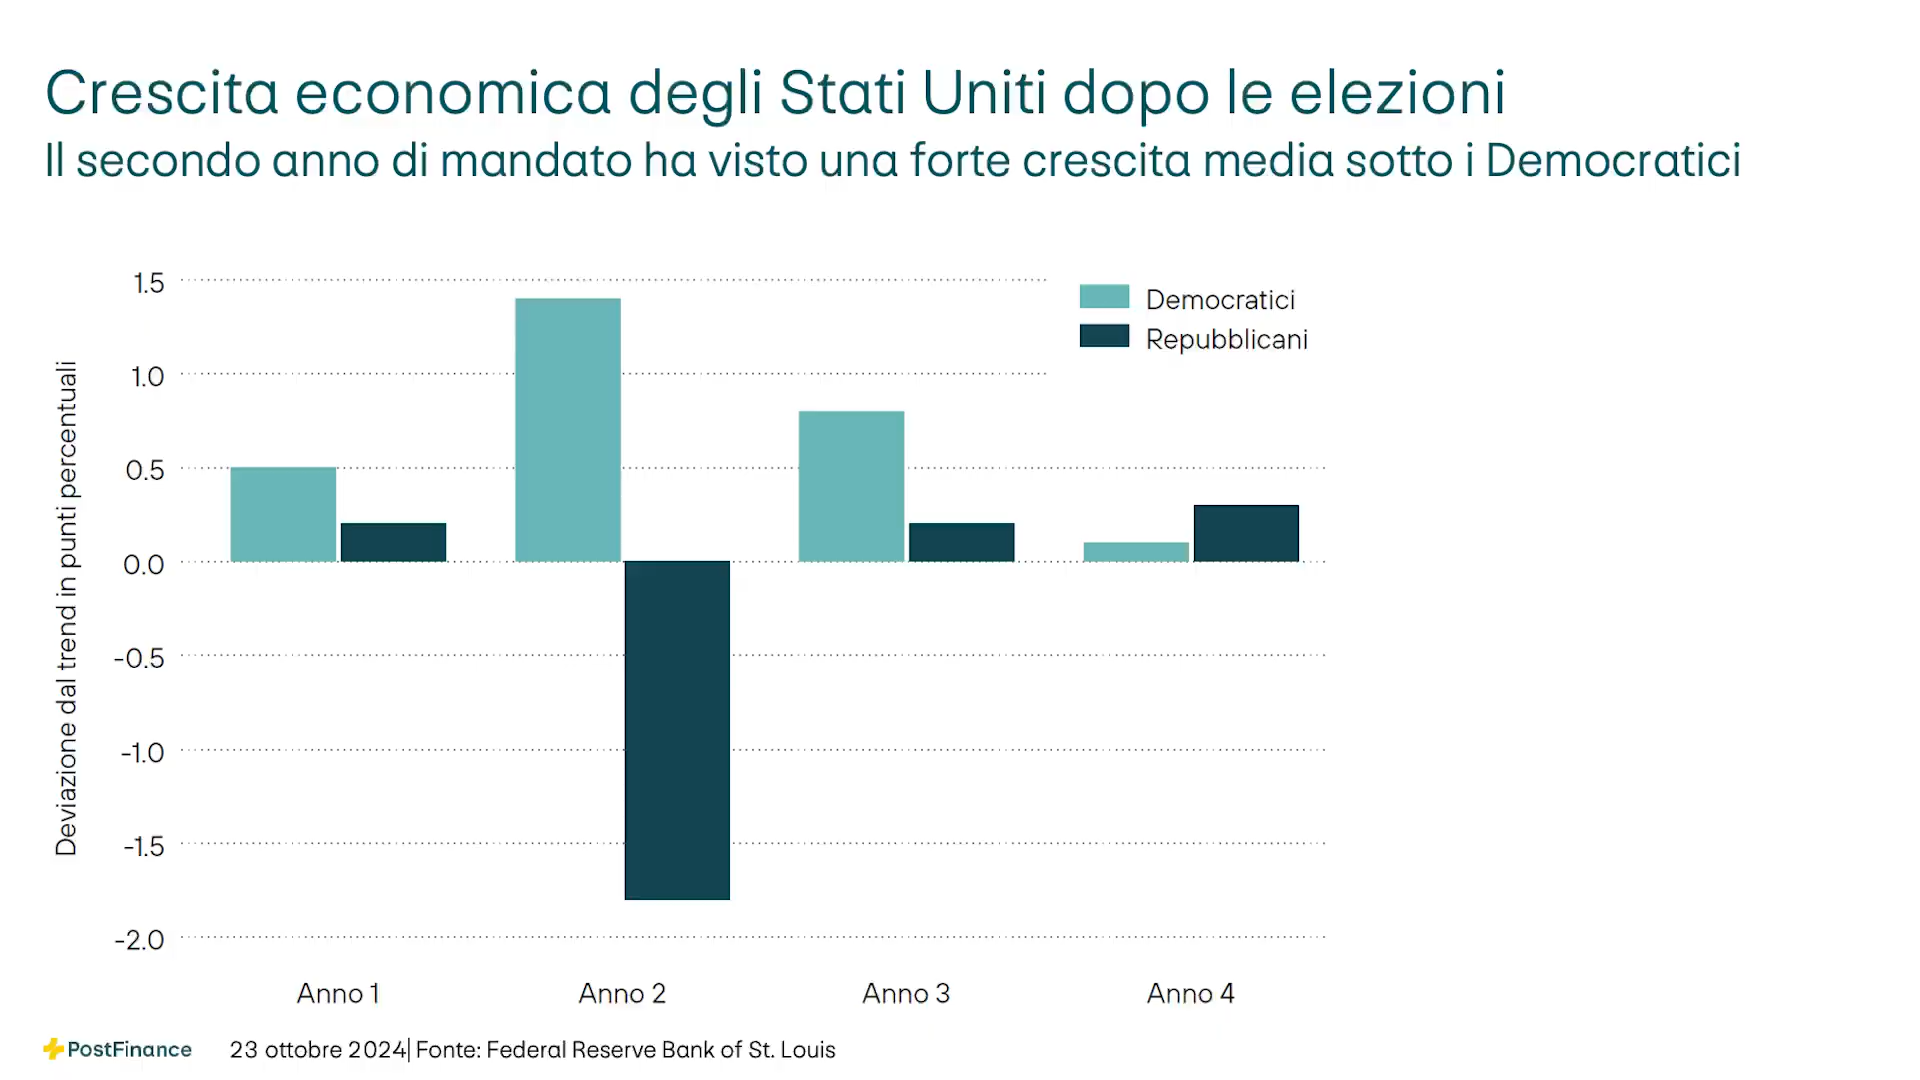 Crescita economica degli Stati Uniti dopo le elezioni
Il secondo anno di mandato ha visto una forte crescita media sotto i Democratici
Deviazione dal trend in punti percentuali
1.5
1.0
0.5
0.0
-0.5
-1.0
-1.5
-2.0
Democratici
Repubblicani
Anno 1
Anno 2
Anno 3
Anno 4
PostFinance
23 ottobre 2024| Fonte: Federal Reserve Bank of St. Louis